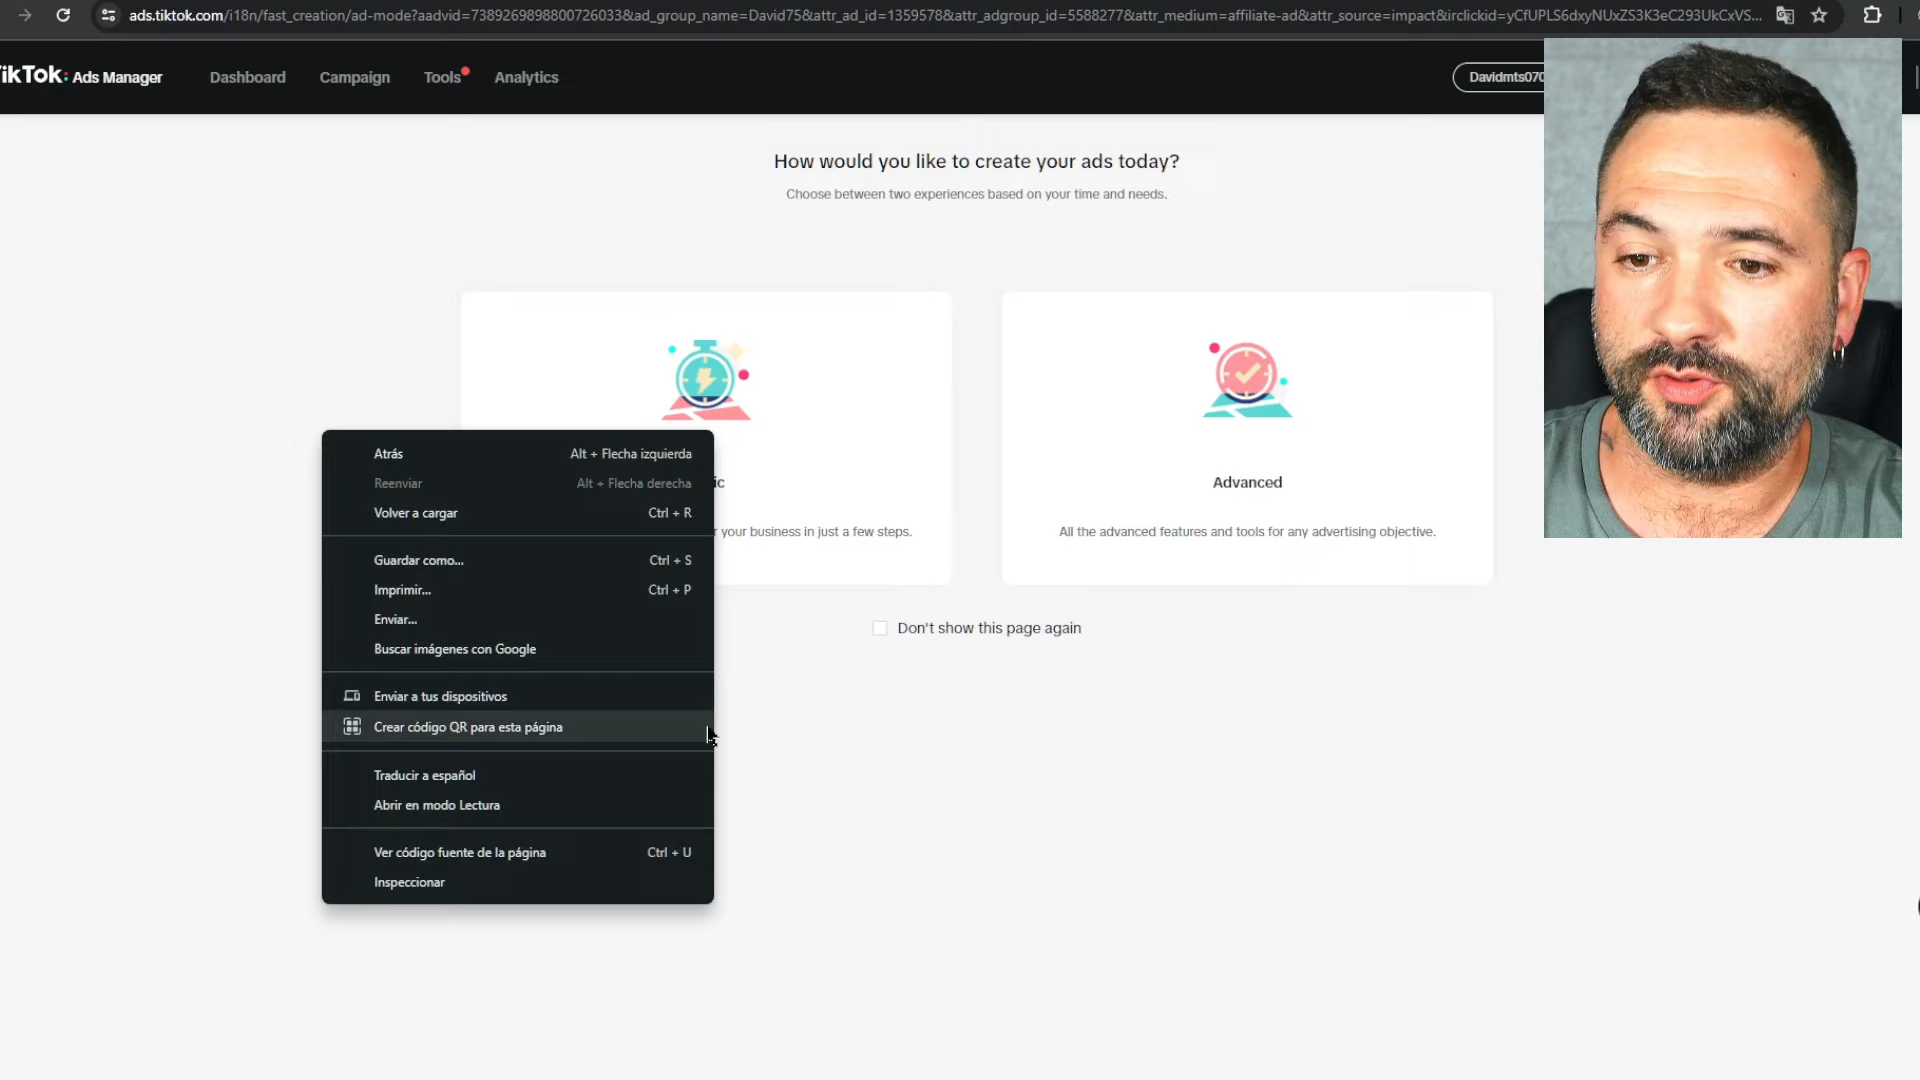 ads.tiktok.com/i18n/fast_creation/ad-mode?aadvid=7389269898800726033&ad_group_name=David75&attr_ad_id=1359578&attr_adgroup_id=5588277&attr_medium=affiliate-ad&attr_source=impact&irclickid=yCfUPLS6dxyNUxZS3K3eC293UkCxVS...
ikTok: Ads Manager
Dashboard
Campaign
Tools
Analytics
Davidmts070
How would you like to create your ads today?
Choose between two experiences based on your time and needs.
ic
r your business in just a few steps.
Advanced
All the advanced features and tools for any advertising objective.
Don't show this page again
Atrás Alt + Flecha izquierda
Reenviar Alt + Flecha derecha
Volver a cargar Ctrl + R
Guardar como... Ctrl + S
Imprimir... Ctrl + P
Enviar...
Buscar imágenes con Google
Enviar a tus dispositivos
Crear código QR para esta página
Traducir a español
Abrir en modo Lectura
Ver código fuente de la página Ctrl + U
Inspeccionar